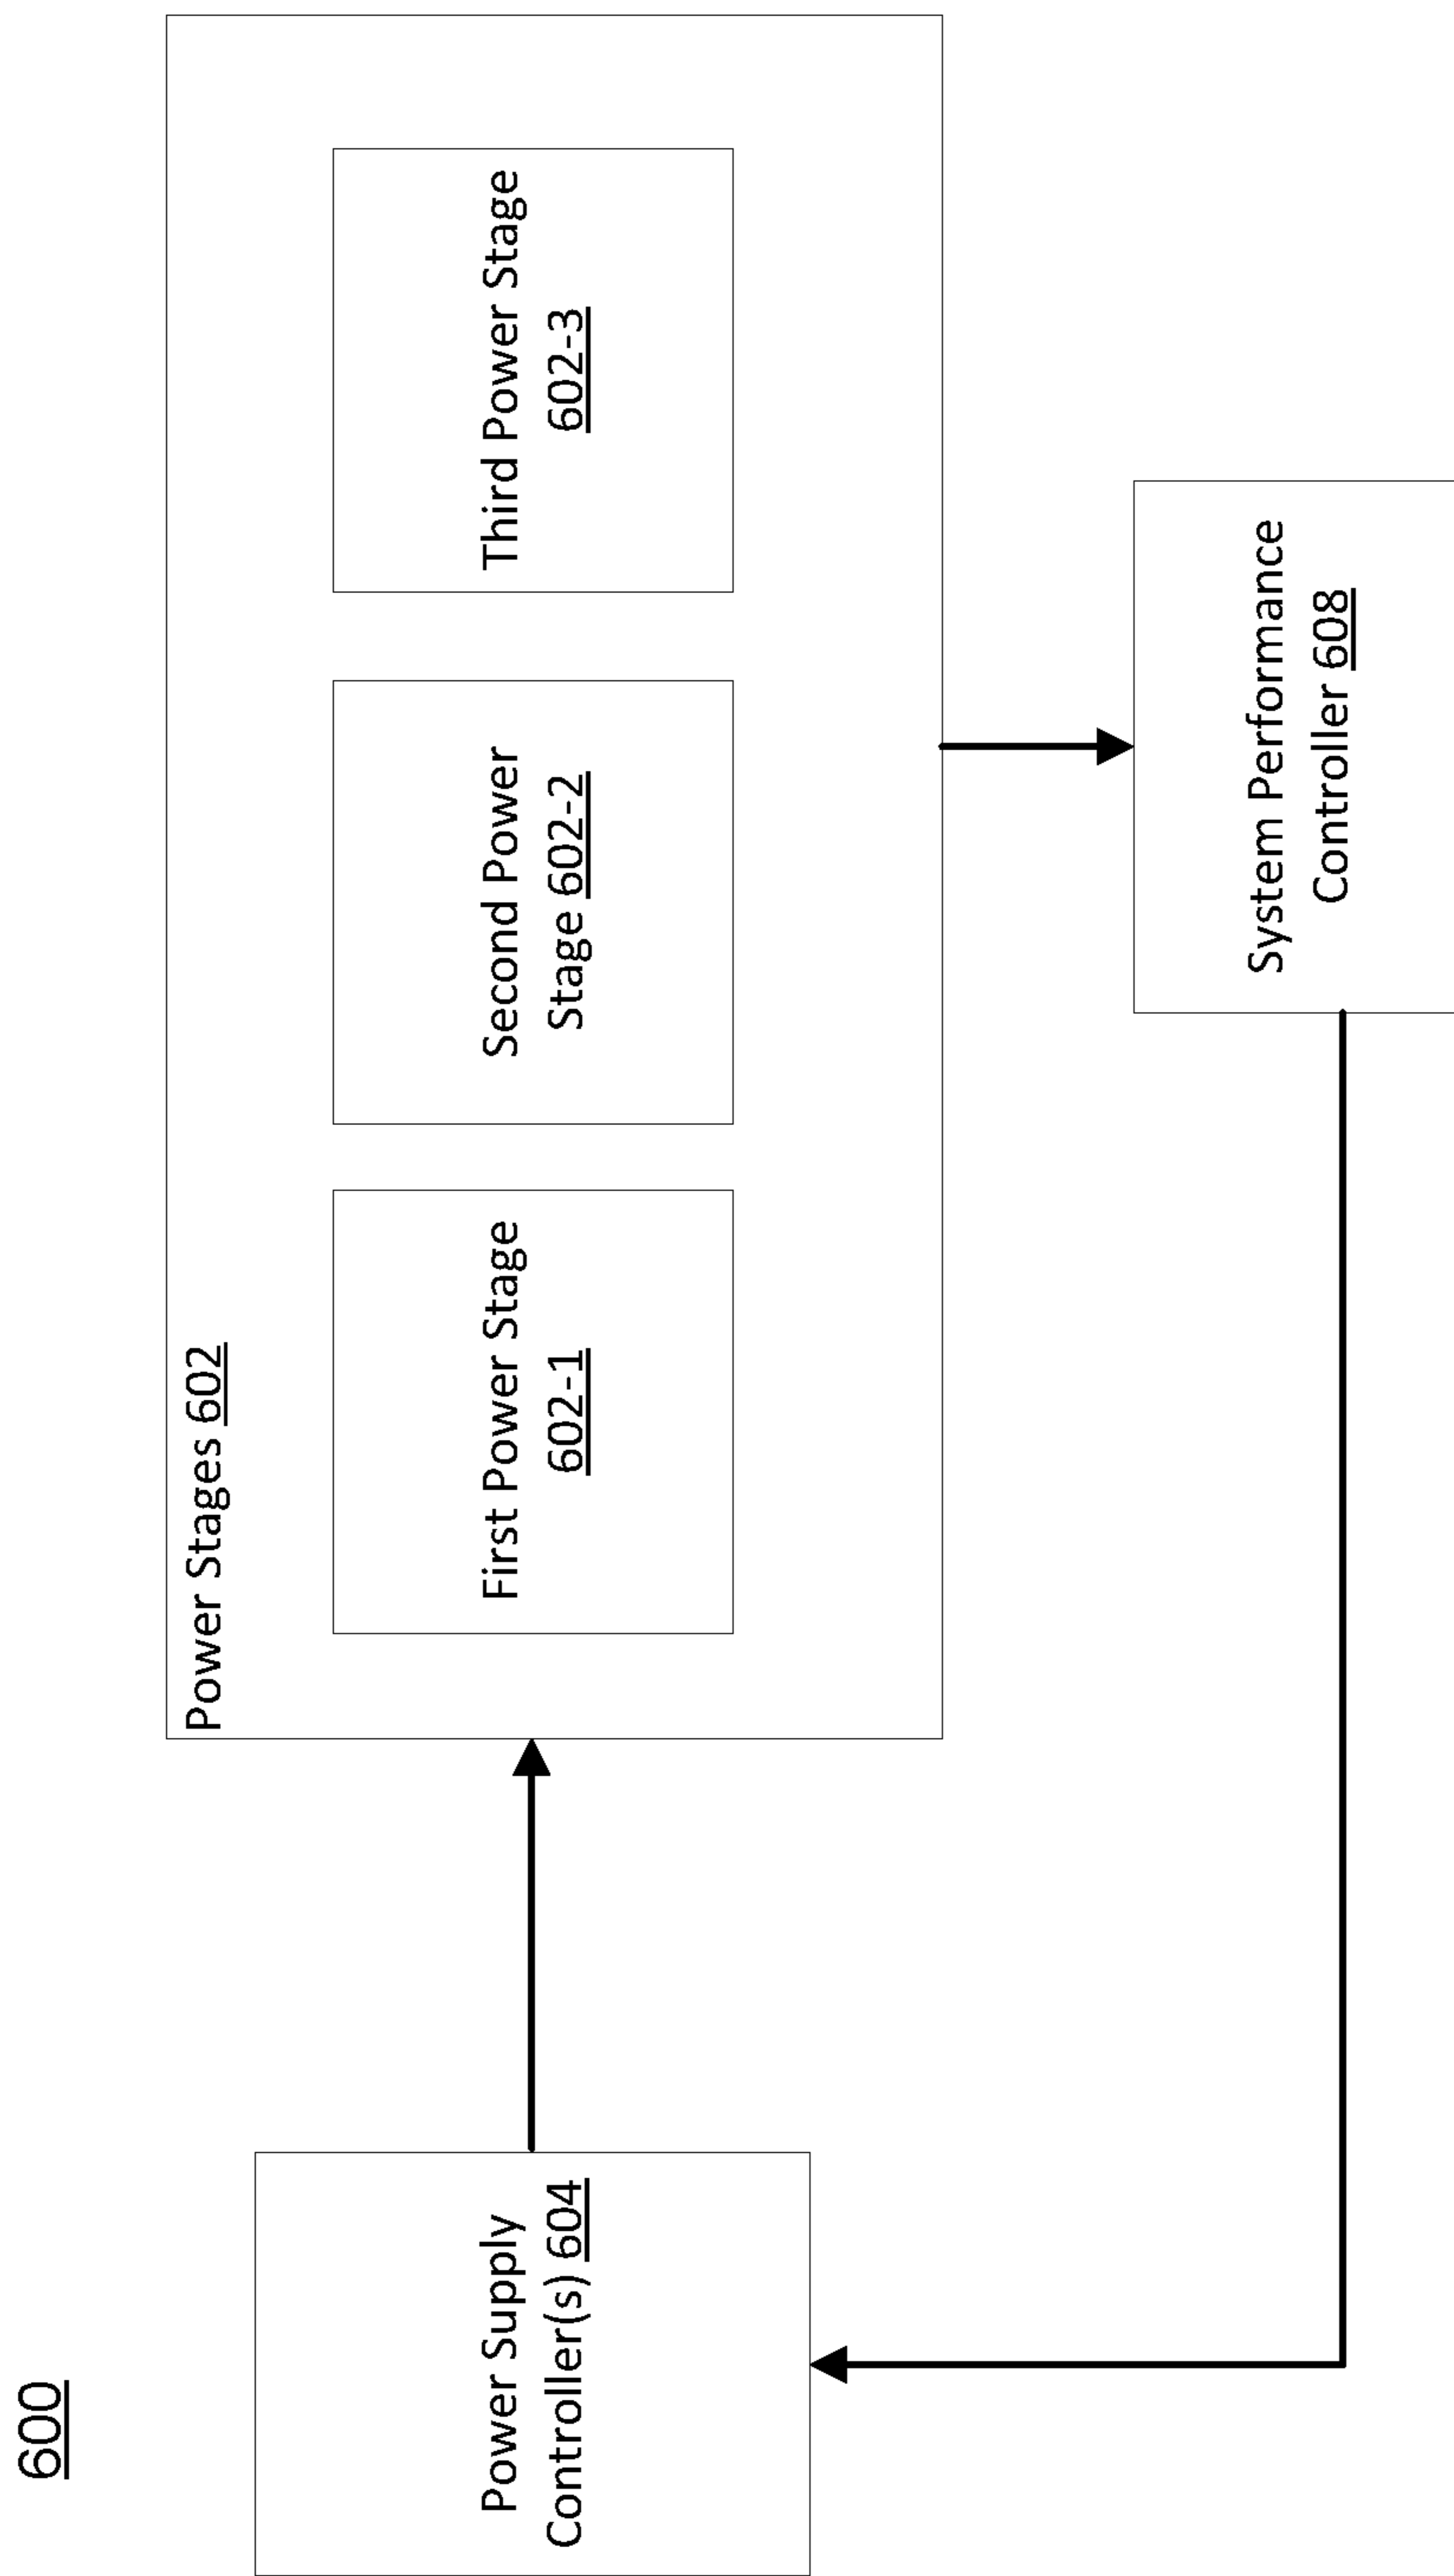 600
Power Stages 602
First Power Stage
602-1
Second Power
Stage 602-2
Third Power Stage
602-3
Power Supply
Controller(s) 604
System Performance
Controller 608